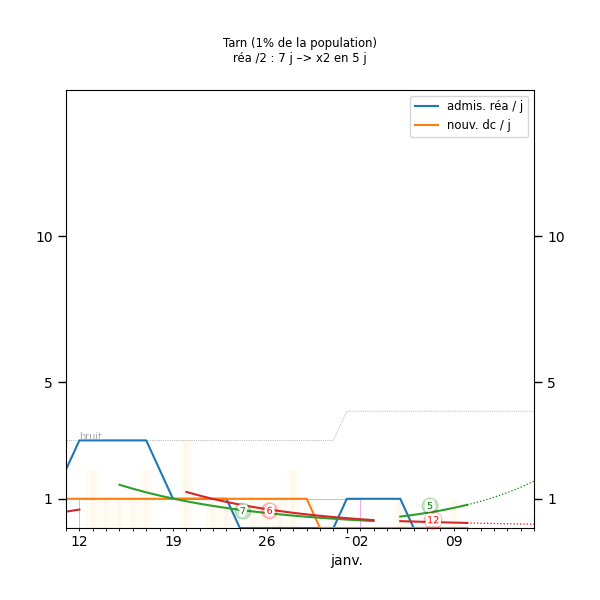 Tarn (1% de la population)
réa /2 : 7 j –> x2 en 5 j
admis. réa / j
nouv. dc / j
10 10
5 5
bruit
1 1
7 6 5 12
12 19 26 02 09
janv.